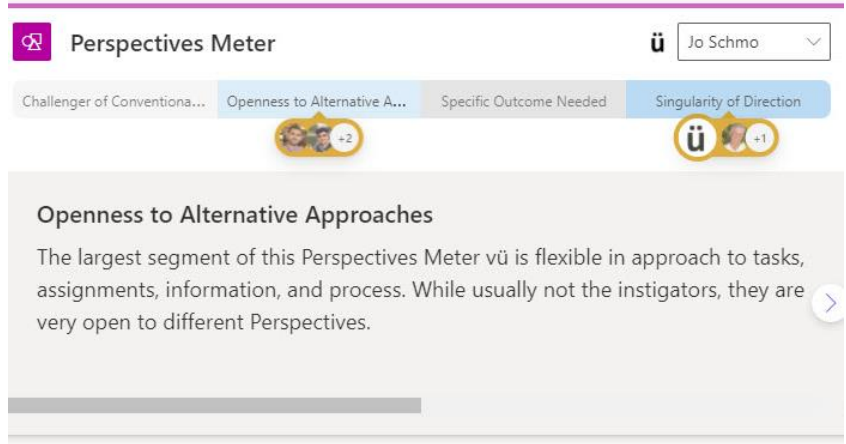 Perspectives Meter
ü
Jo Schmo
Challenger of Conventiona...
Openness to Alternative A...
Specific Outcome Needed
Singularity of Direction
+2
ü
+1
Openness to Alternative Approaches
The largest segment of this Perspectives Meter vü is flexible in approach to tasks,
assignments, information, and process. While usually not the instigators, they are
very open to different Perspectives.